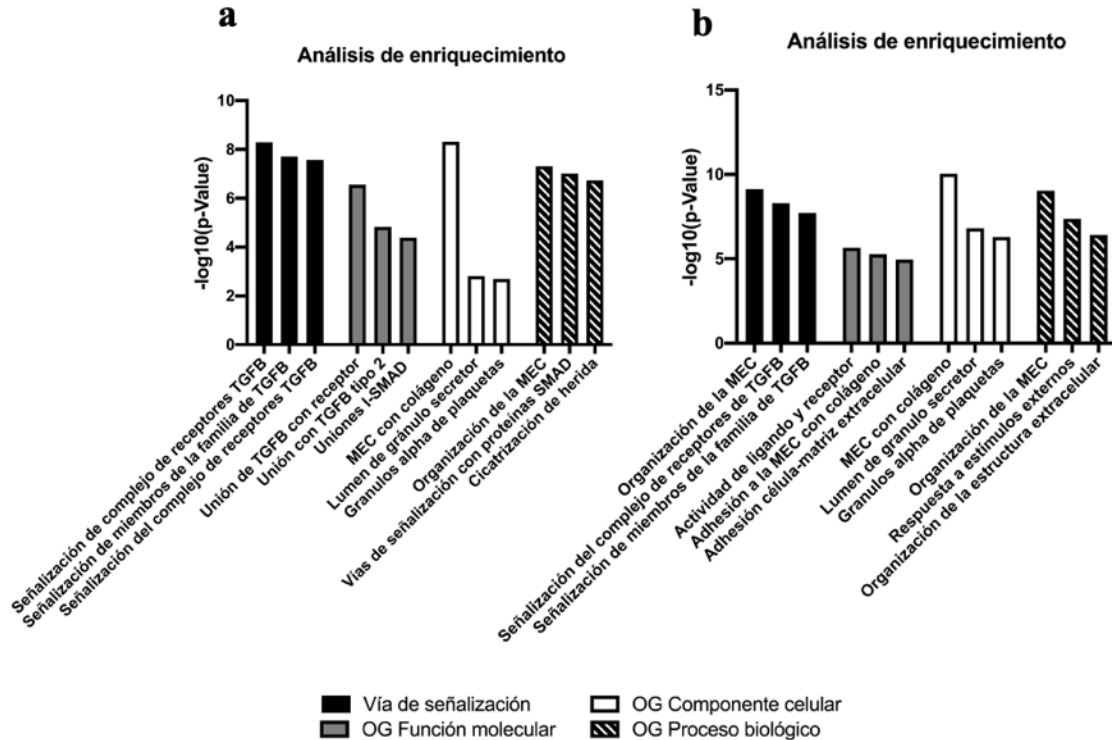 a
Análisis de enriquecimiento
-log10(p-Value)
10
8
6
4
2
0
Señalización de complejo de receptores TGFB
Señalización de miembros de la familia de TGFB
Señalización del complejo de receptores TGFB
Unión de TGFB con receptor
Unión con TGFB tipo 2
Uniones I-SMAD
MEC con colágeno
Lumen de gránulo secretor
Granulos alpha de plaquetas
Organización de la MEC
Vías de señalización con proteínas SMAD
Cicatrización de herida
b
Análisis de enriquecimiento
-log10(p-Value)
15
10
5
0
Organización de la MEC
Señalización del complejo de receptores de TGFB
Señalización de miembros de la familia de TGFB
Actividad de ligando y receptor
Adhesión a la MEC con colágeno
Adhesión célula-matriz extracelular
MEC con colágeno
Lumen de granulo secretor
Granulos alpha de plaquetas
Organización de la MEC
Respuesta a estímulos externos
Organización de la estructura extracelular
Vía de señalización
OG Componente celular
OG Función molecular
OG Proceso biológico